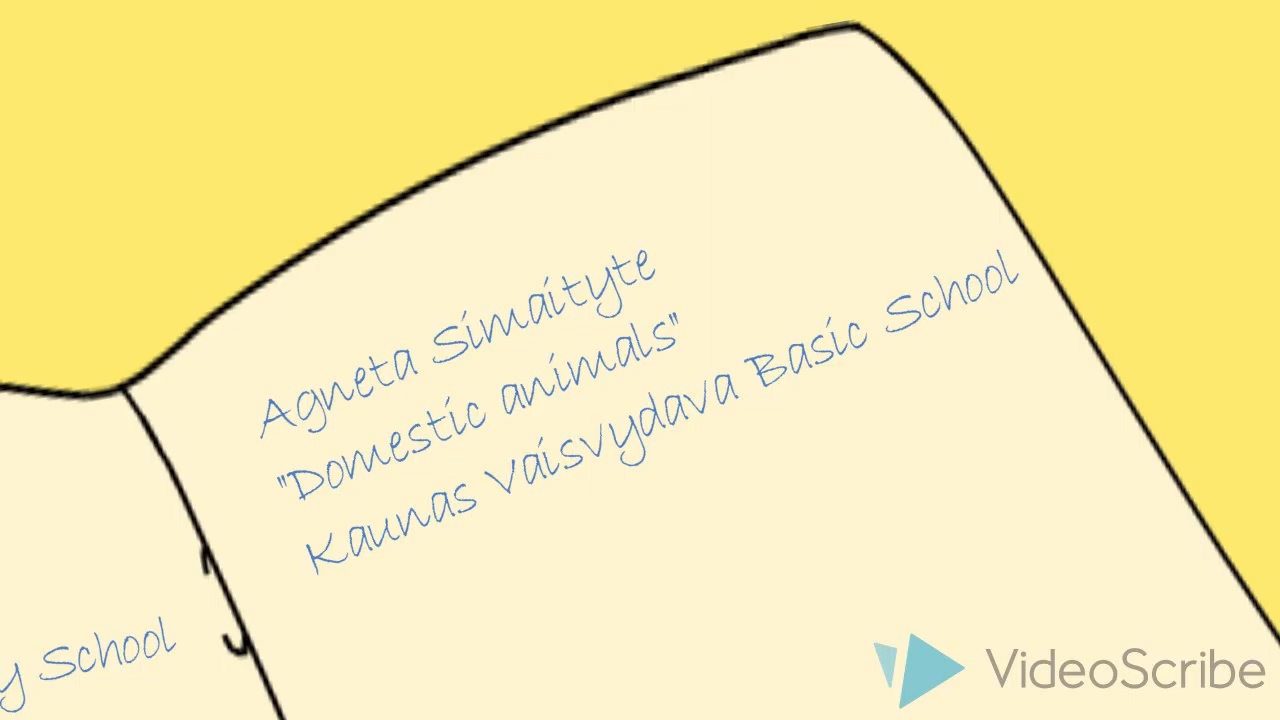 Agneta Simaityte
"Domestic animals"
Kaunas Vaisvydava Basic School
y School
VideoScribe